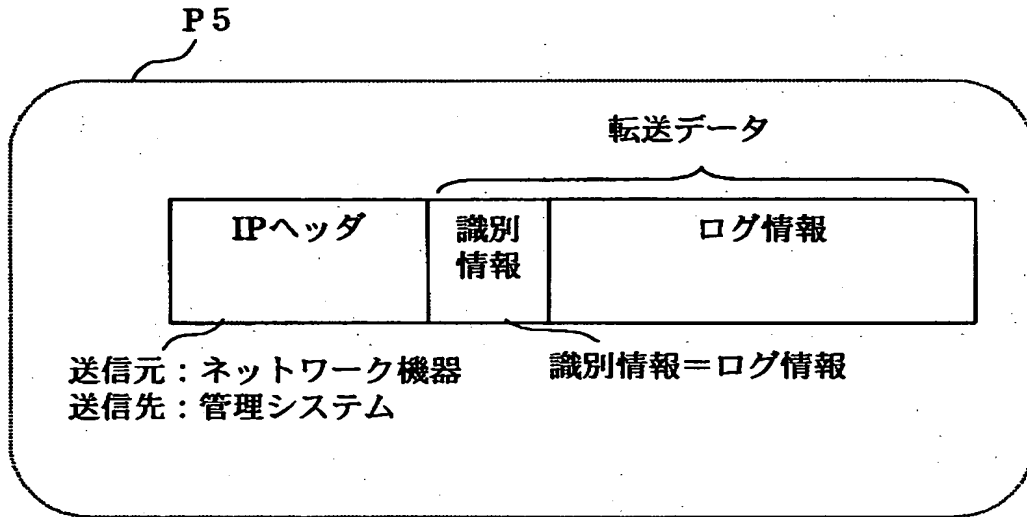 P5
転送データ
IPヘッダ
識別
情報
ログ情報
送信元：ネットワーク機器
送信先：管理システム
識別情報＝ログ情報